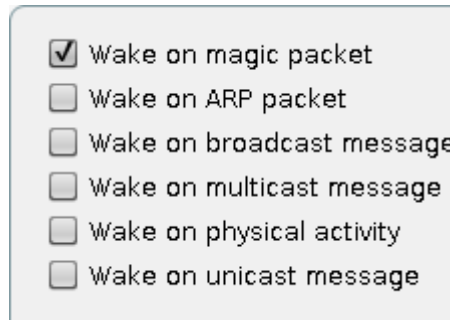 Wake on magic packet
Wake on ARP packet
Wake on broadcast message
Wake on multicast message
Wake on physical activity
Wake on unicast message